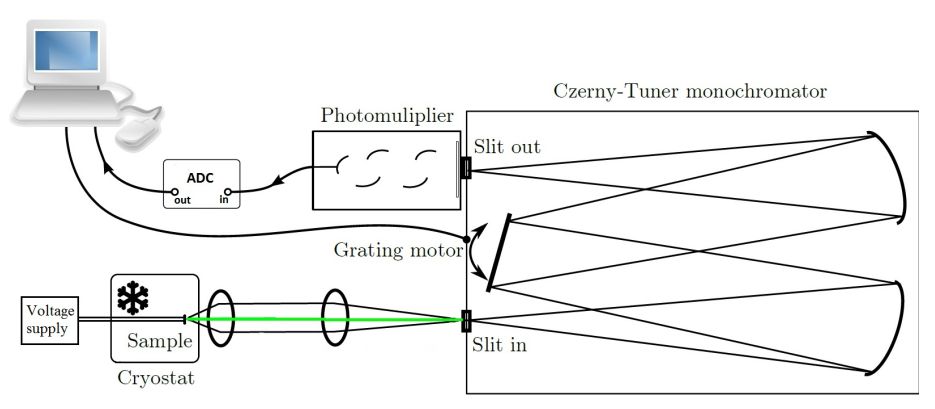 Czerny-Tuner monochromator
Photomuliplier
Slit out
ADC
out in
Grating motor
Voltage
supply
Sample
Slit in
Cryostat